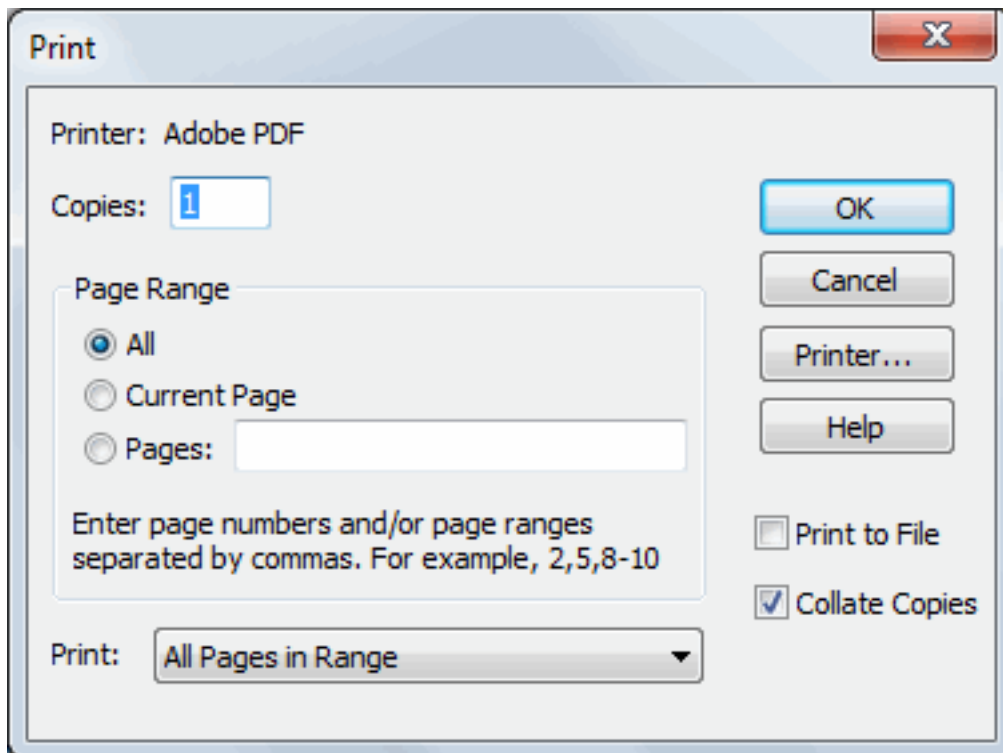 Print
Printer: Adobe PDF
Copies: 1
OK
Cancel
Printer...
Help
Page Range
All
Current Page
Pages:
Enter page numbers and/or page ranges
separated by commas. For example, 2,5,8-10
Print to File
Collate Copies
Print: All Pages in Range